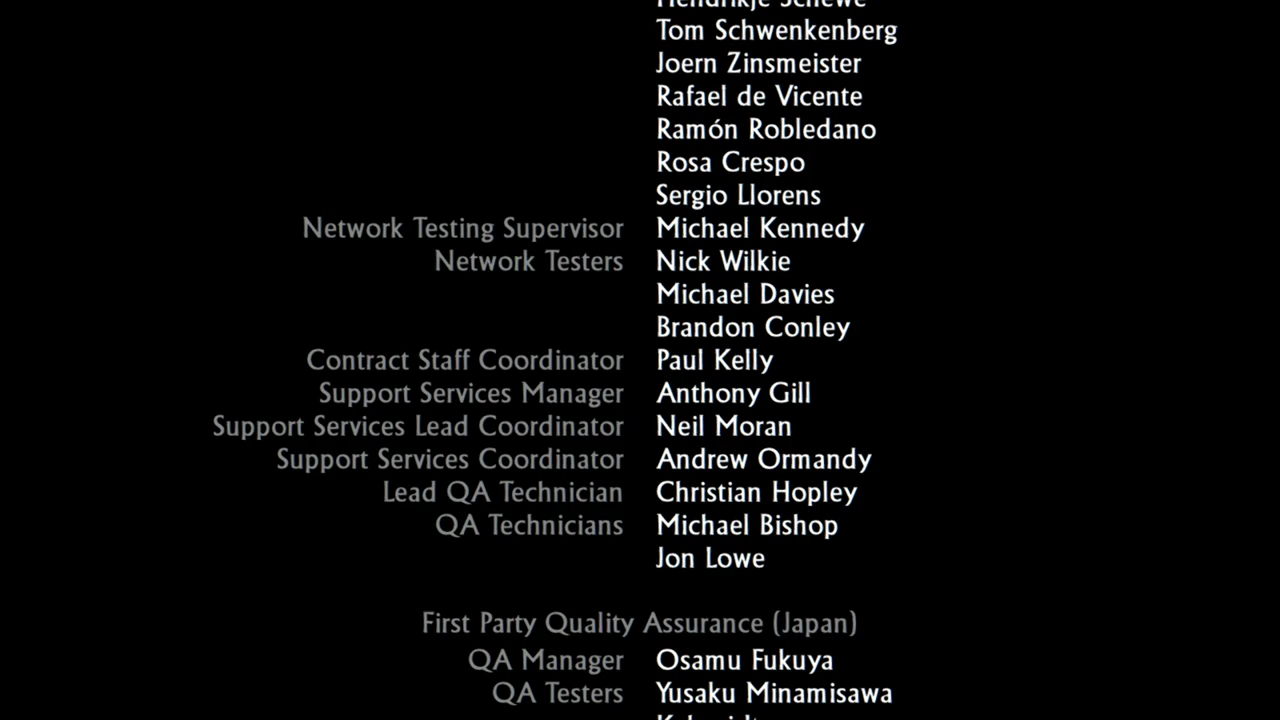 Hendrikje Schewe
Tom Schwenkenberg
Joern Zinsmeister
Rafael de Vicente
Ramón Robledano
Rosa Crespo
Sergio Llorens
Network Testing Supervisor Michael Kennedy
Network Testers Nick Wilkie
Michael Davies
Brandon Conley
Contract Staff Coordinator Paul Kelly
Support Services Manager Anthony Gill
Support Services Lead Coordinator Neil Moran
Support Services Coordinator Andrew Ormandy
Lead QA Technician Christian Hopley
QA Technicians Michael Bishop
Jon Lowe
First Party Quality Assurance (Japan)
QA Manager Osamu Fukuya
QA Testers Yusaku Minamisawa